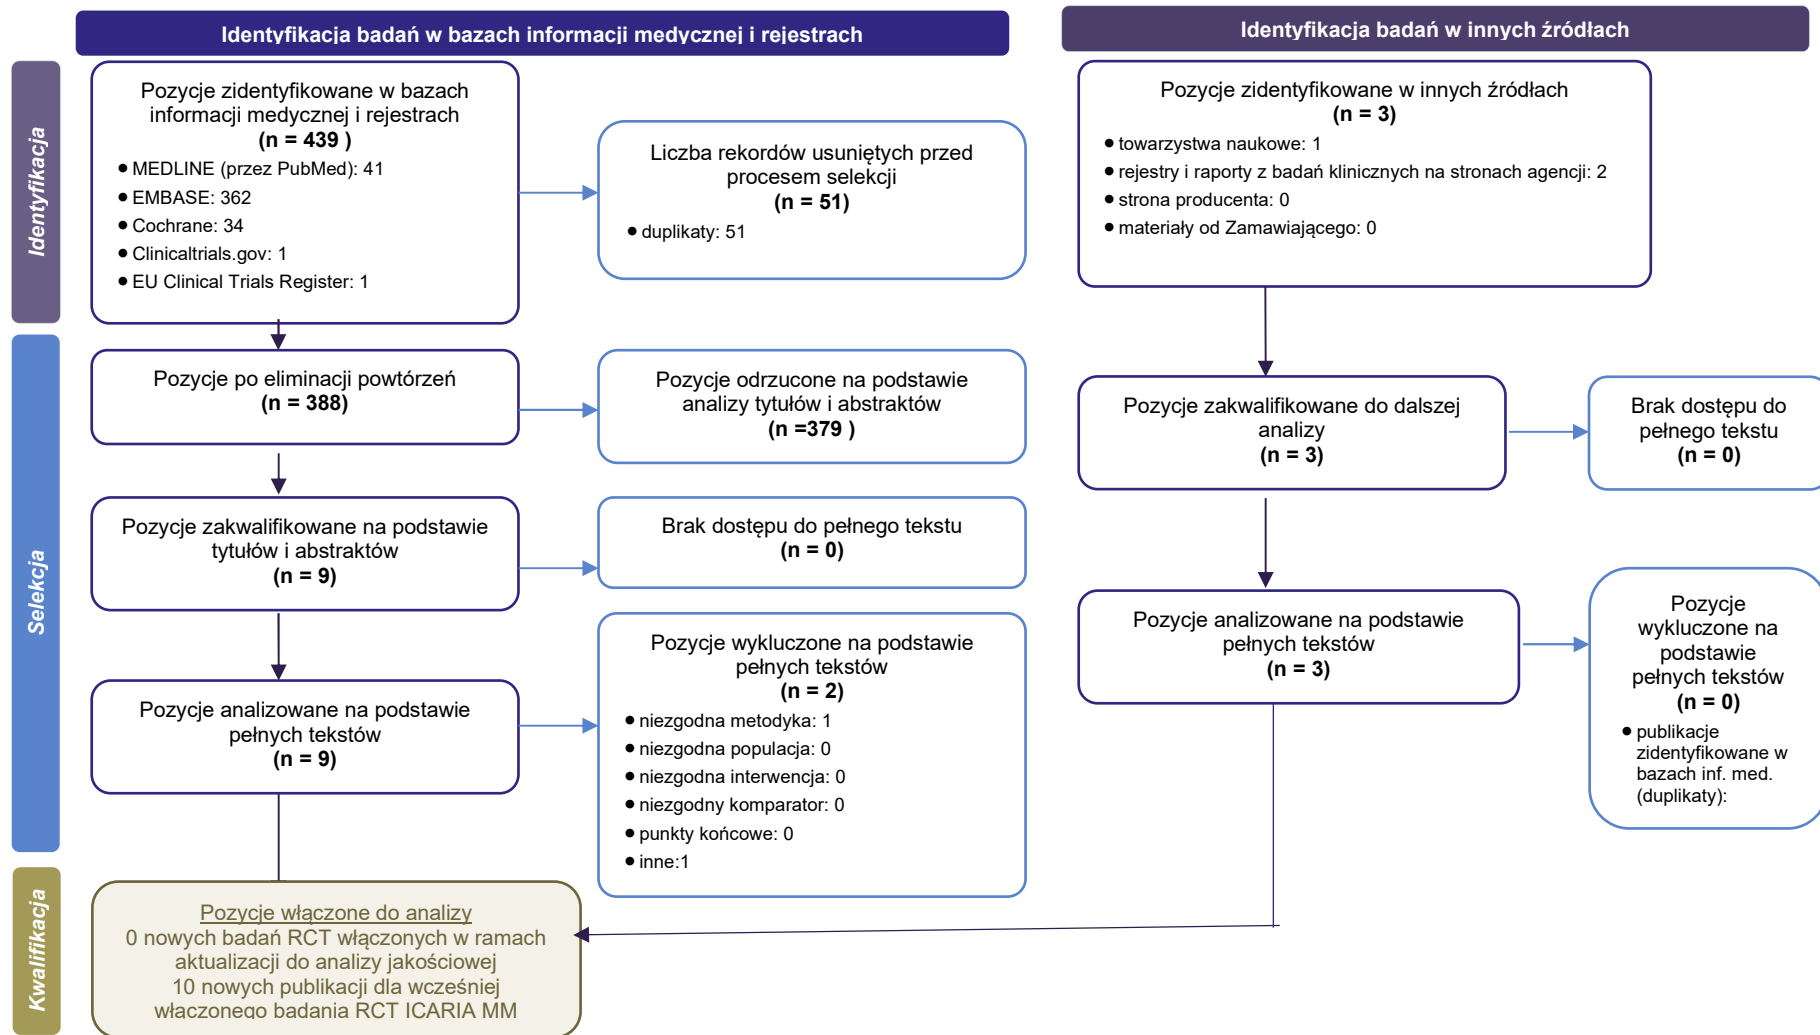 Identyfikacja badań w bazach informacji medycznej i rejestrach
Identyfikacja badań w innych źródłach
Identyfikacja
Pozycje zidentyfikowane w bazach
informacji medycznej i rejestrach
(n = 439 )
• MEDLINE (przez PubMed): 41
• EMBASE: 362
• Cochrane: 34
• Clinicaltrials.gov: 1
• EU Clinical Trials Register: 1
Liczba rekordów usuniętych przed
procesem selekcji
(n = 51)
• duplikaty: 51
Pozycje zidentyfikowane w innych źródłach
(n = 3)
• towarzystwa naukowe: 1
• rejestry i raporty z badań klinicznych na stronach agencji: 2
• strona producenta: 0
• materiały od Zamawiającego: 0
Selekcja
Pozycje po eliminacji powtórzeń
(n = 388)
Pozycje odrzucone na podstawie
analizy tytułów i abstraktów
(n =379 )
Pozycje zakwalifikowane do dalszej
analizy
(n = 3)
Brak dostępu do
pełnego tekstu
(n = 0)
Pozycje zakwalifikowane na podstawie
tytułów i abstraktów
(n = 9)
Brak dostępu do pełnego tekstu
(n = 0)
Pozycje analizowane na podstawie
pełnych tekstów
(n = 9)
Pozycje wykluczone na podstawie
pełnych tekstów
(n = 2)
• niezgodna metodyka: 1
• niezgodna populacja: 0
• niezgodna interwencja: 0
• niezgodny komparator: 0
• punkty końcowe: 0
• inne:1
Pozycje analizowane na podstawie
pełnych tekstów
(n = 3)
Pozycje
wykluczone na
podstawie
pełnych tekstów
(n = 0)
• publikacje
zidentyfikowane w
bazach inf. med.
(duplikaty):
Kwalifikacja
Pozycje włączone do analizy
0 nowych badań RCT włączonych w ramach
aktualizacji do analizy jakościowej
10 nowych publikacji dla wcześniej
włączonego badania RCT ICARIA MM